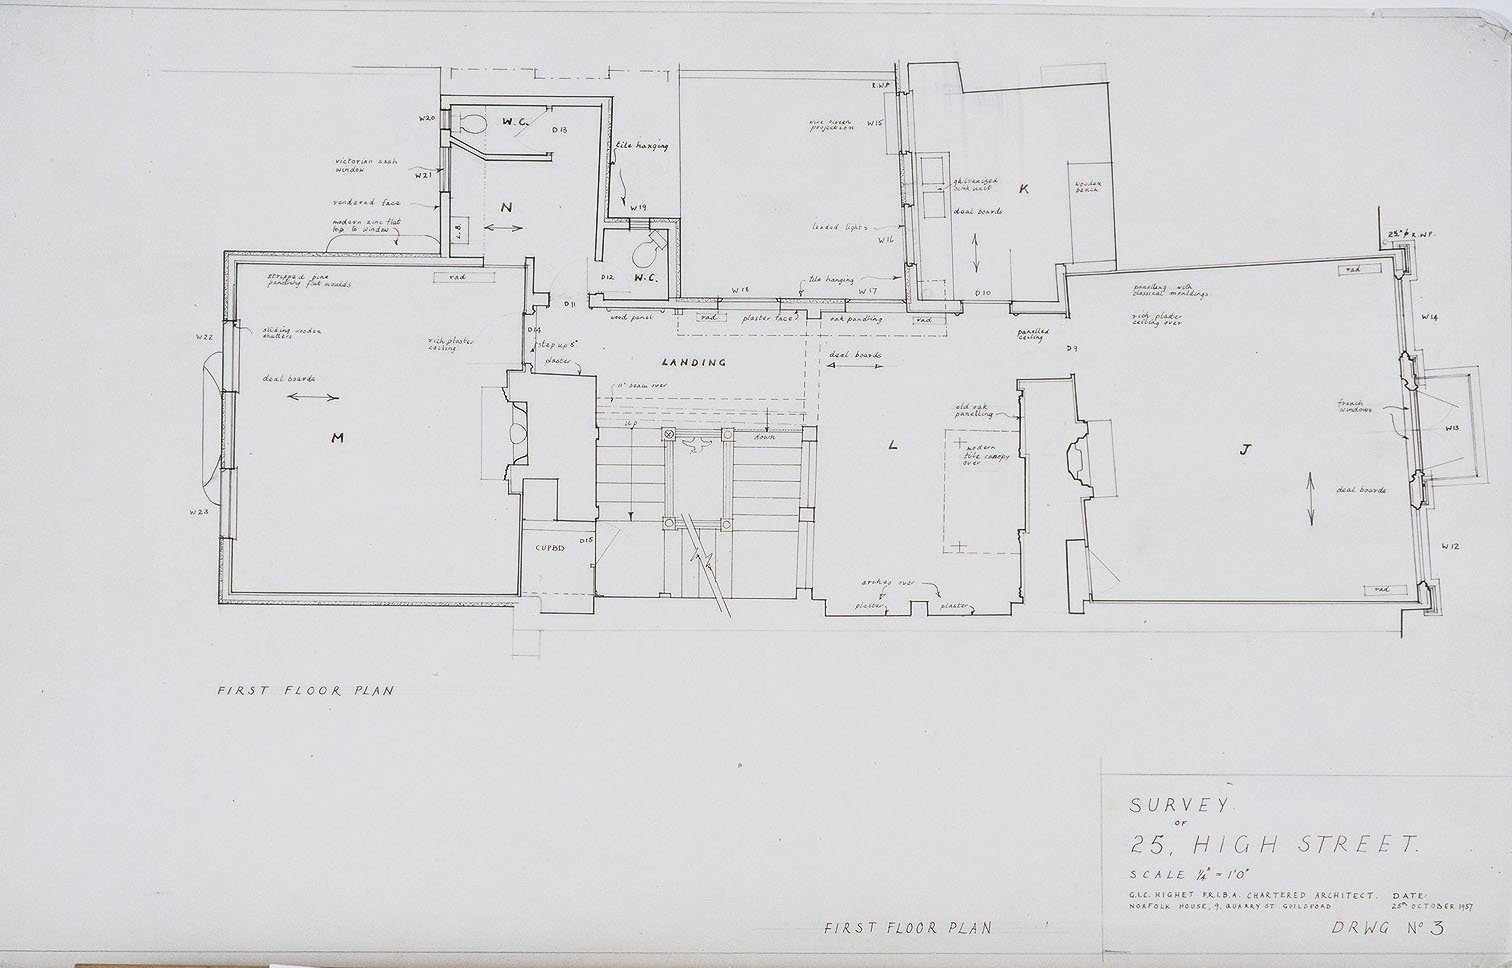 W20
W.C.
D13
R.W.P.
W15
tile hanging
victorian sash
window
W21
galvanized
sink unit
K
wooden
bench
rendered face
N
W19
deal boards
modern zinc flat
top to window
leaded lights
W16
2½" φ R.W.P.
W.C.
D12
stripped pine
panelling flat moulds
rad
tile hanging
W18
W17
D10
rad
panelling with
classical mouldings
D11
wood panel
rad
plaster face
oak panelling
rad
rich plaster
ceiling over
W14
sliding wooden
shutters
W22
D14
step up 6"
panelled
ceiling
rich plaster
ceiling
D9
LANDING
plaster
deal boards
deal boards
11" beam over
old oak
panelling
french
windows
up
down
M
L
modern
tile canopy
over
J
W13
deal boards
W23
CUPBD
D15
W12
arches over
plaster
plaster
rad
FIRST FLOOR PLAN
SURVEY
OF
25, HIGH STREET.
SCALE ¼" = 1'0"
G.L.C. HIGHET F.R.I.B.A. CHARTERED ARCHITECT. DATE:
NORFOLK HOUSE, 9, QUARRY ST. GUILDFORD 25th OCTOBER 1957
FIRST FLOOR PLAN
DRWG No 3